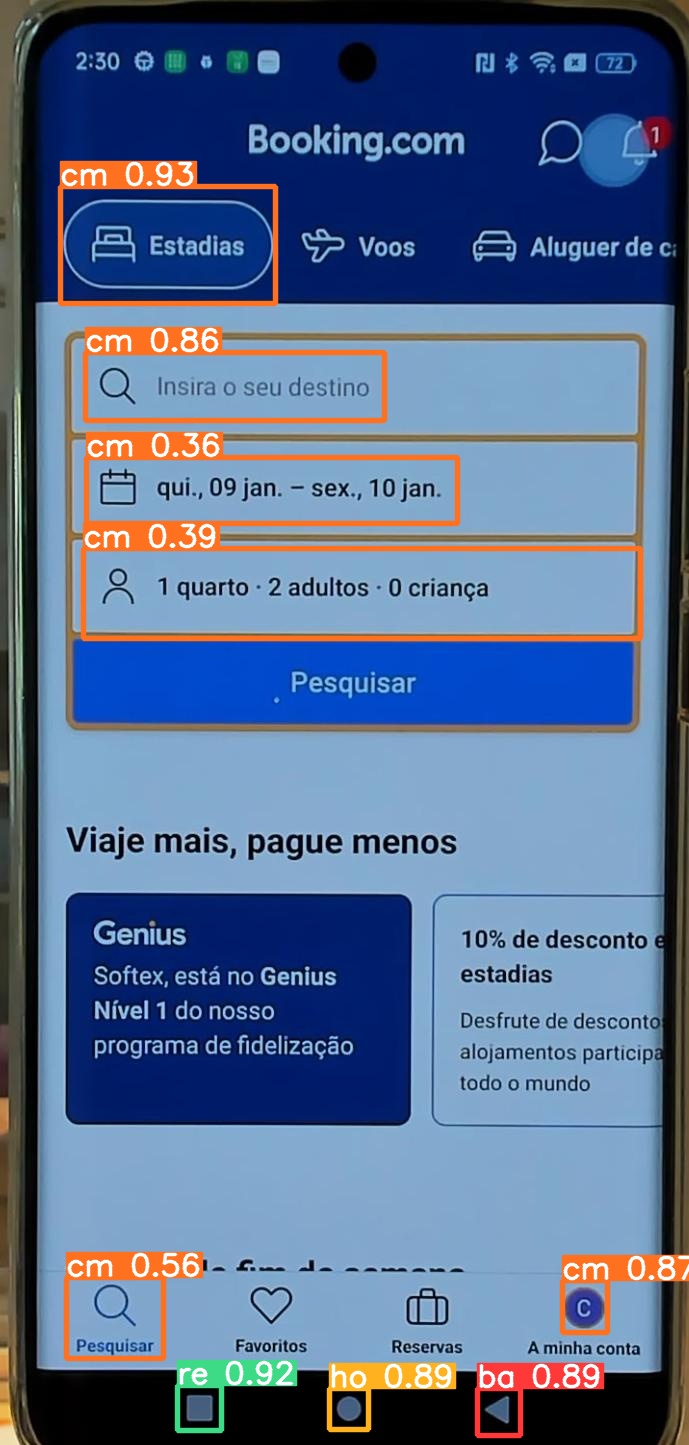 2:30
72
Booking.com
1
cm 0.93
Estadias
Voos
Aluguer de ca
cm 0.86
Insira o seu destino
cm 0.36
qui., 09 jan. – sex., 10 jan.
cm 0.39
1 quarto · 2 adultos · 0 criança
Pesquisar
Viaje mais, pague menos
Genius
Softex, está no Genius
Nível 1 do nosso
programa de fidelização
10% de desconto e
estadias
Desfrute de desconto
alojamentos participa
todo o mundo
fim de semana
cm 0.56
cm 0.87
C
Pesquisar
Favoritos
Reservas
A minha conta
re 0.92
ho 0.89
ba 0.89